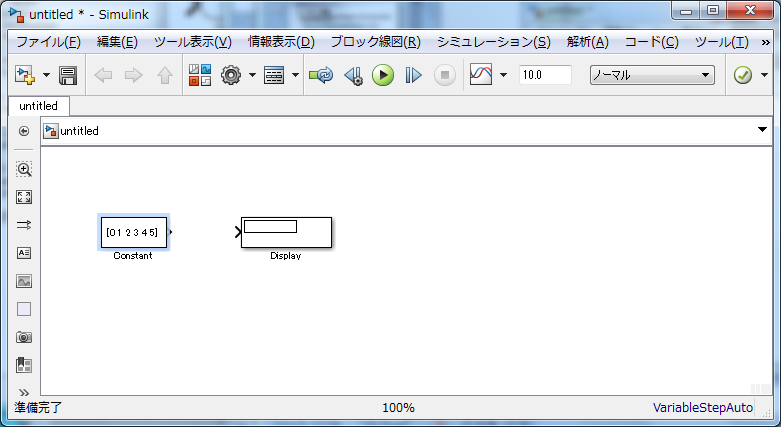 untitled * - Simulink
ファイル(F) 編集(E) ツール表示(V) 情報表示(D) ブロック線図(R) シミュレーション(S) 解析(A) コード(C) ツール(T) »
10.0 ノーマル
untitled
untitled
[0 1 2 3 4 5]
Constant Display
準備完了 100% VariableStepAuto